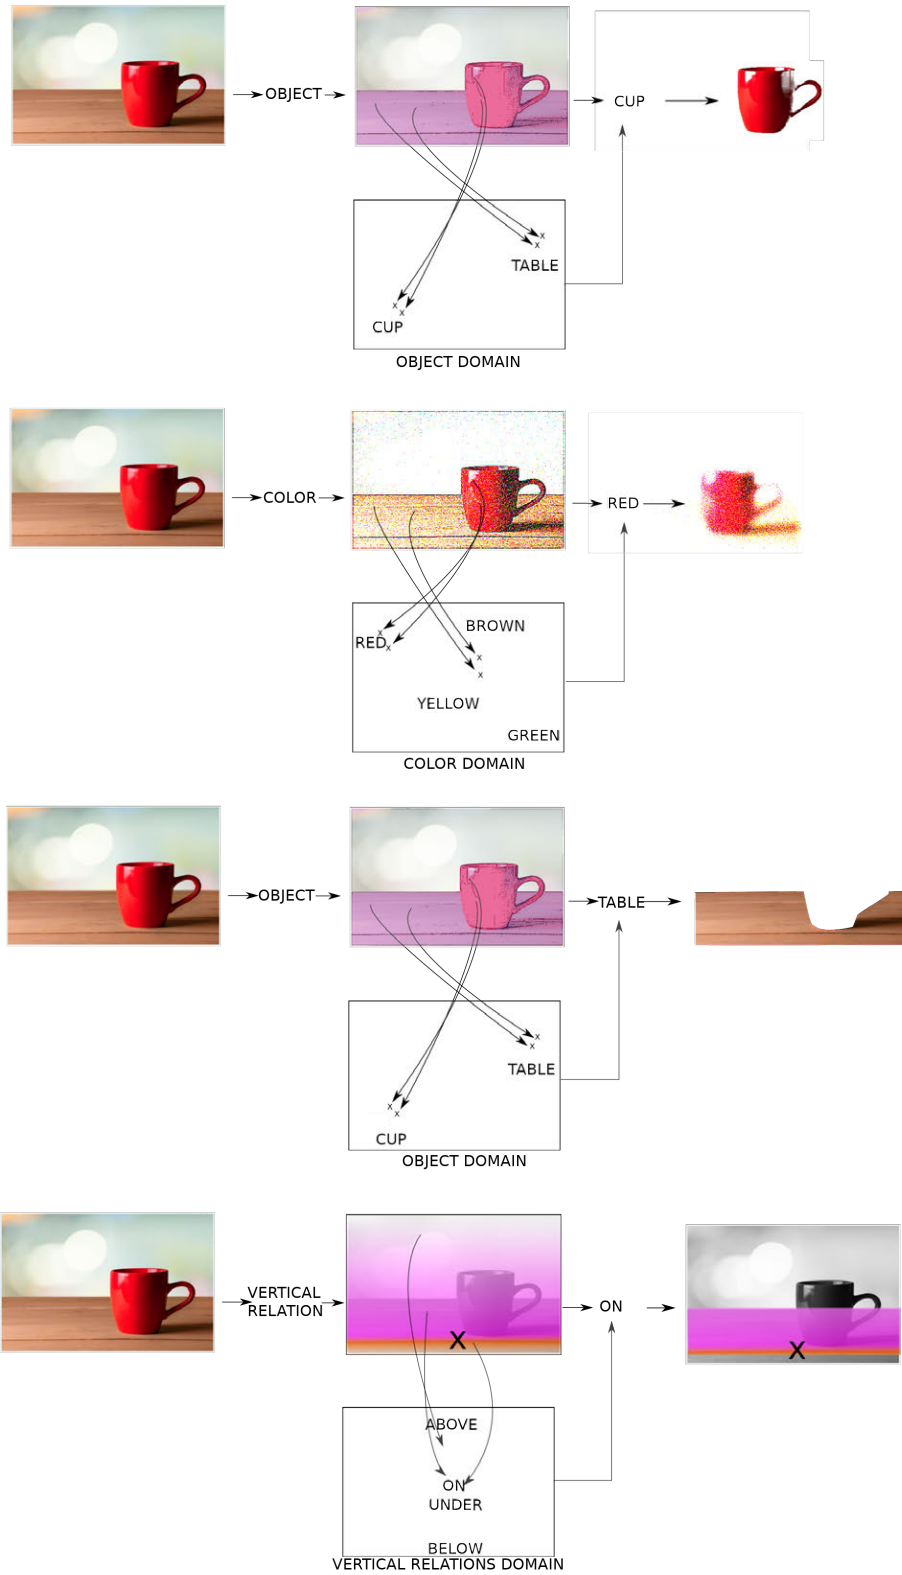 OBJECT
CUP
x
x
TABLE
x
x
CUP
OBJECT DOMAIN
COLOR
RED
x
RED
x
BROWN
x
x
YELLOW
GREEN
COLOR DOMAIN
OBJECT
TABLE
x
x
TABLE
x
x
CUP
OBJECT DOMAIN
VERTICAL
RELATION
ON
X
X
ABOVE
ON
UNDER
BELOW
VERTICAL RELATIONS DOMAIN